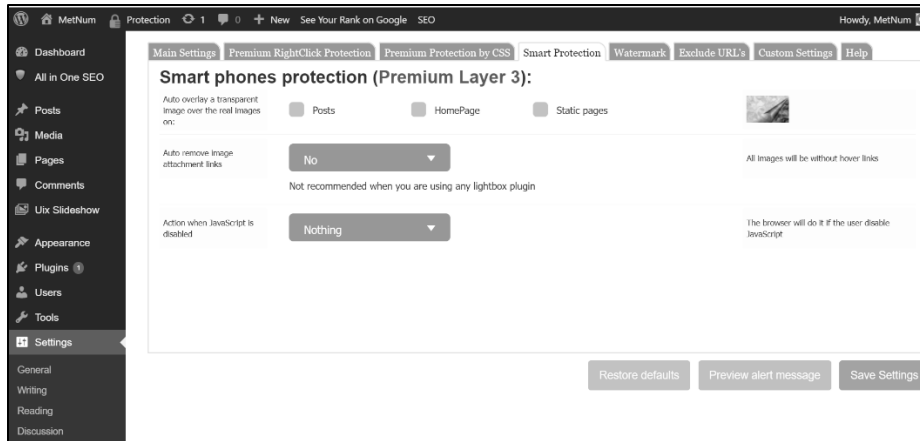 MetNum Protection 1 0 + New See Your Rank on Google SEO Howdy, MetNum
Dashboard
All in One SEO
Posts
Media
Pages
Comments
Uix Slideshow
Appearance
Plugins 1
Users
Tools
Settings
General
Writing
Reading
Discussion
Main Settings Premium RightClick Protection Premium Protection by CSS Smart Protection Watermark Exclude URL's Custom Settings Help
Smart phones protection (Premium Layer 3):
Auto overlay a transparent
image over the real images
on:
Posts HomePage Static pages
Auto remove image
attachment links
No
All images will be without hover links
Not recommended when you are using any lightbox plugin
Action when JavaScript is
disabled
Nothing
The browser will do it if the user disable
JavaScript
Restore defaults Preview alert message Save Settings